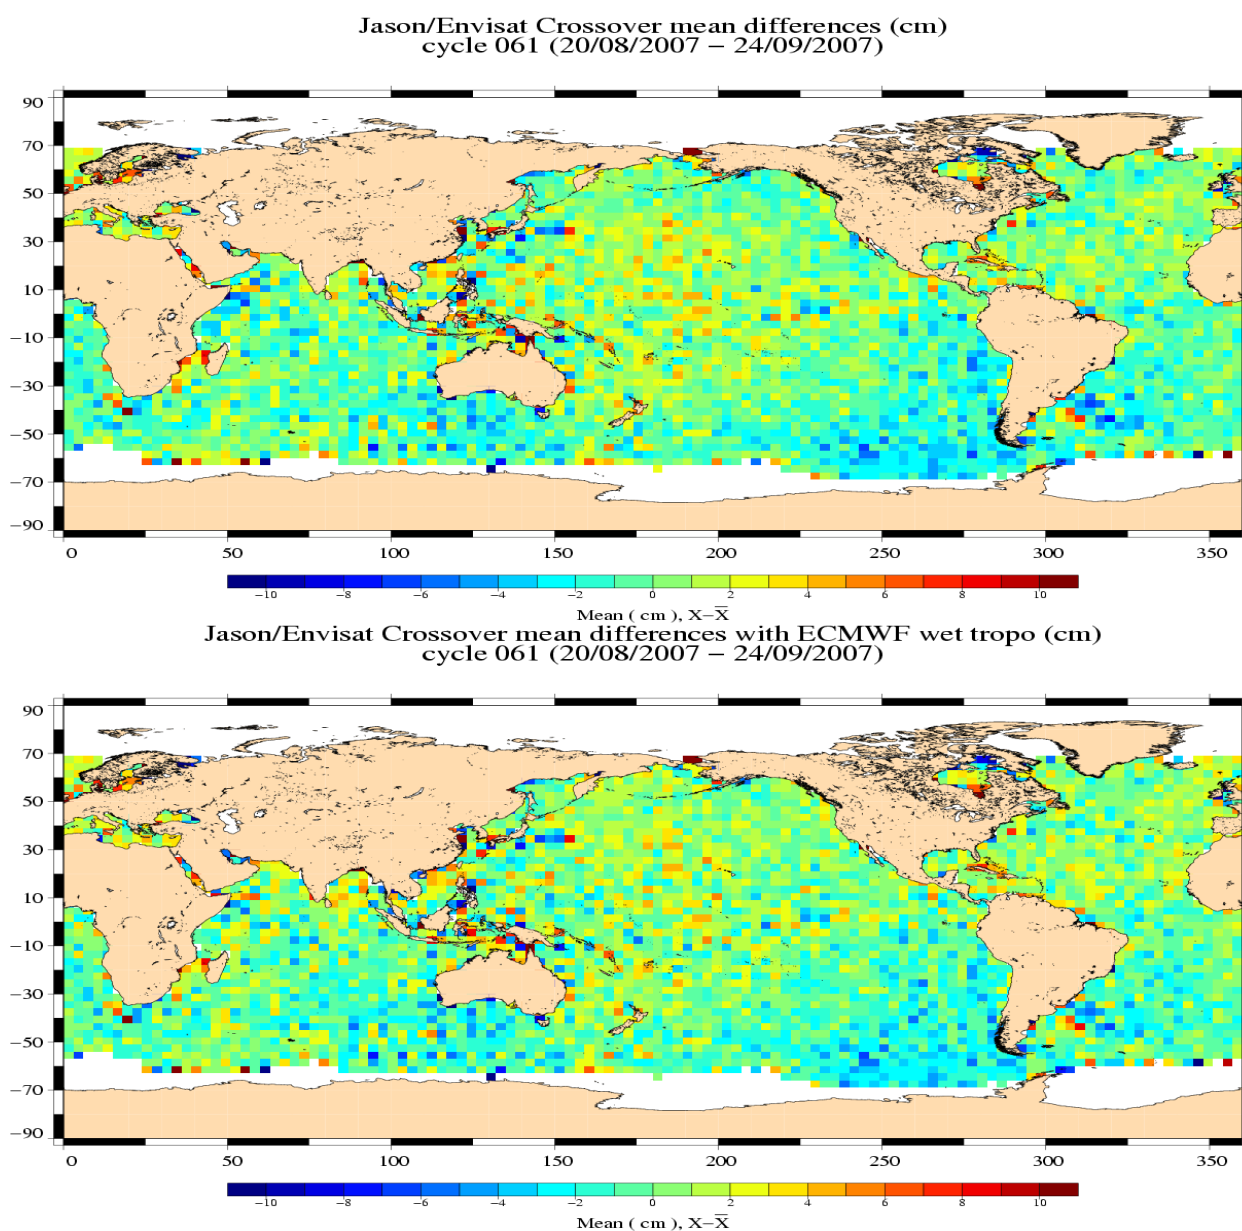 Jason/Envisat Crossover mean differences (cm)
cycle 061 (20/08/2007 – 24/09/2007)
90
70
50
30
10
−10
−30
−50
−70
−90
0 50 100 150 200 250 300 350
−10 −8 −6 −4 −2 0 2 4 6 8 10
Mean ( cm ), X−X̅
Jason/Envisat Crossover mean differences with ECMWF wet tropo (cm)
cycle 061 (20/08/2007 – 24/09/2007)
90
70
50
30
10
−10
−30
−50
−70
−90
0 50 100 150 200 250 300 350
−10 −8 −6 −4 −2 0 2 4 6 8 10
Mean ( cm ), X−X̅